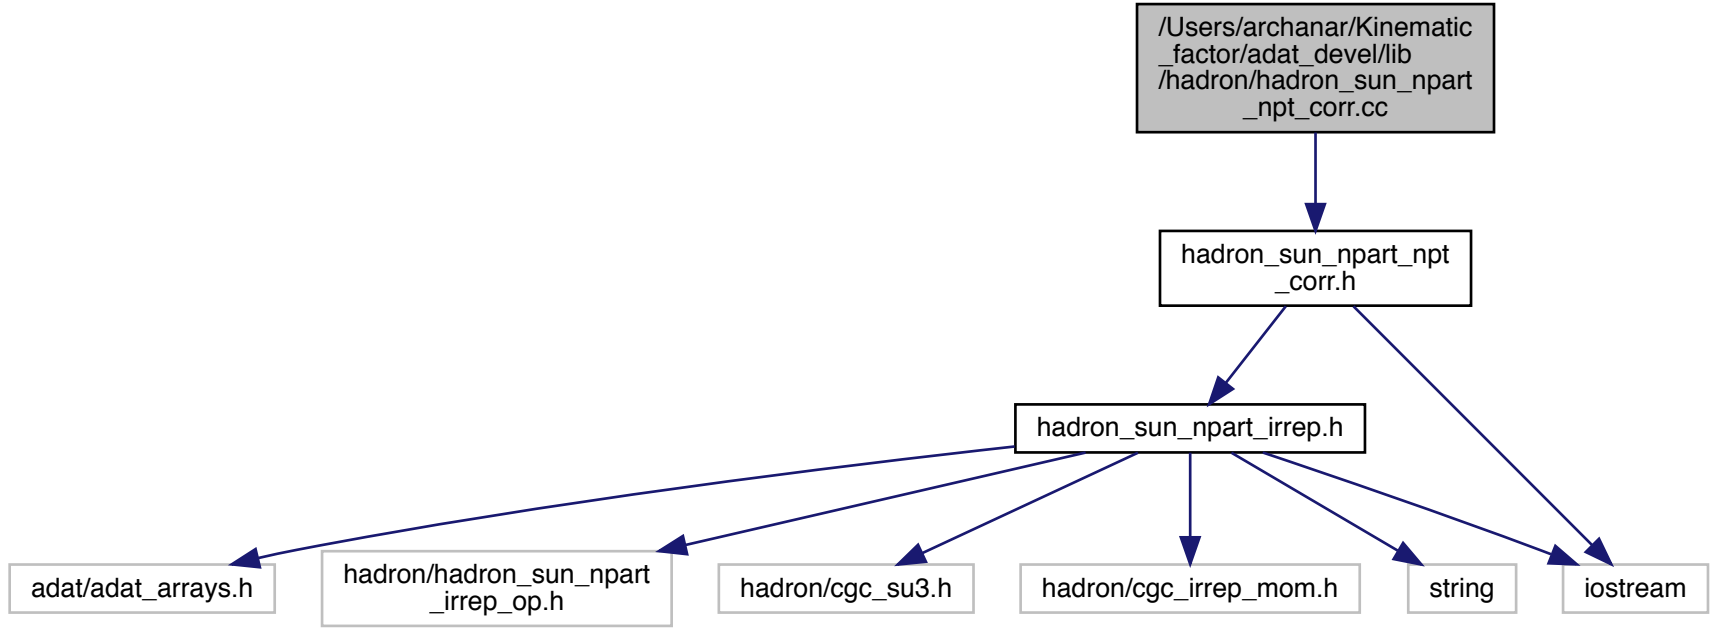 /Users/archanar/Kinematic
_factor/adat_devel/lib
/hadron/hadron_sun_npart
_npt_corr.cc
hadron_sun_npart_npt
_corr.h
hadron_sun_npart_irrep.h
adat/adat_arrays.h
hadron/hadron_sun_npart
_irrep_op.h
hadron/cgc_su3.h
hadron/cgc_irrep_mom.h
string
iostream